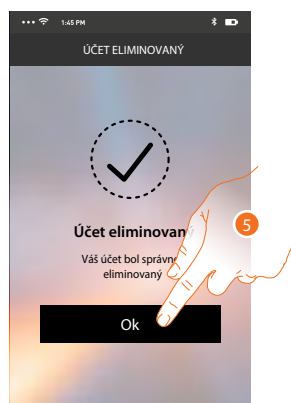 1:45 PM
ÚČET ELIMINOVANÝ
Účet eliminovan
Váš účet bol správn
eliminovaný
5
Ok